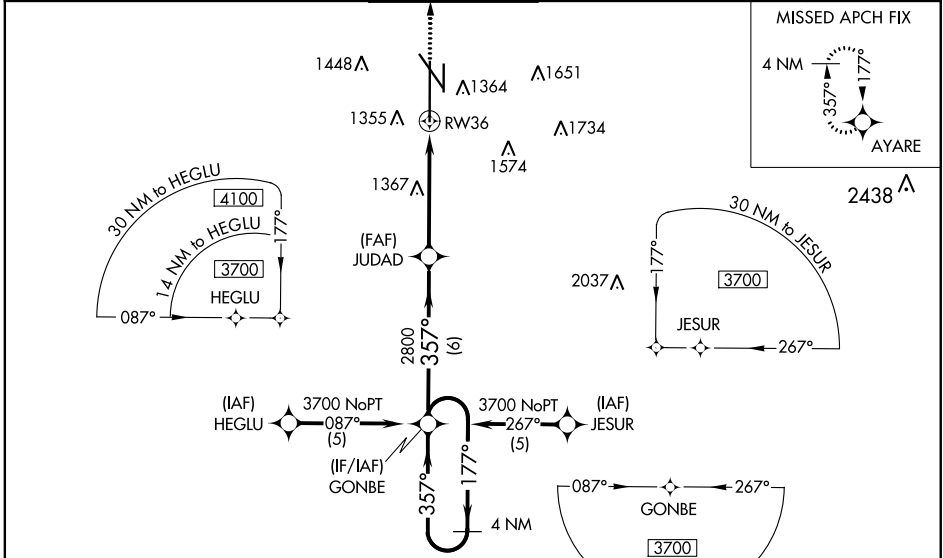 MISSED APCH FIX
4 NM
357°
177°
AYARE
1448
1364
1651
1355
RW36
1734
1574
1367
2438
30 NM to HEGLU
4100
14 NM to HEGLU
177°
3700
HEGLU
087°
(FAF)
JUDAD
30 NM to JESUR
177°
2037
3700
JESUR
267°
2800
357°
(6)
(IAF)
HEGLU
3700 NoPT
087°
(5)
3700 NoPT
267°
(5)
(IAF)
JESUR
(IF/IAF)
GONBE
357°
177°
4 NM
087°
267°
GONBE
3700